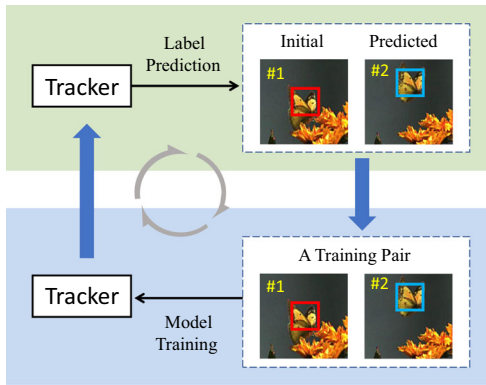 Label
Prediction
Tracker
Initial
Predicted
#1
#2
A Training Pair
#1
#2
Tracker
Model
Training